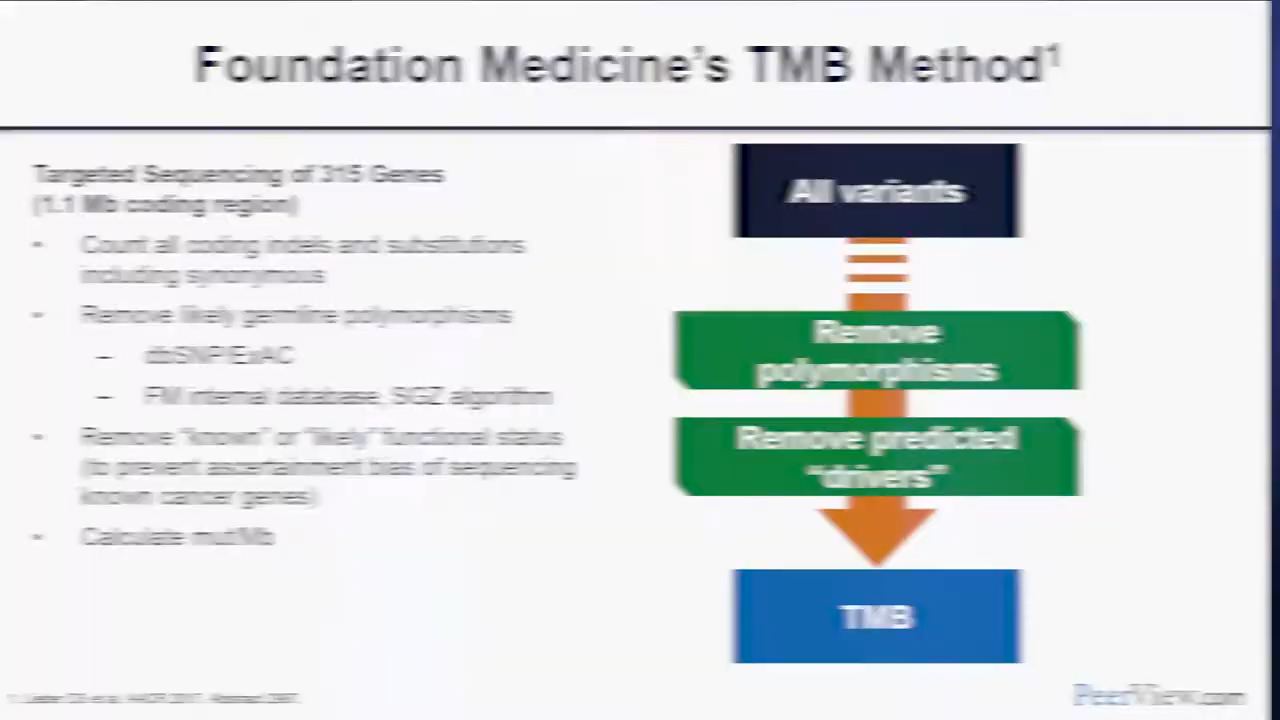 Foundation Medicine's TMB Method¹
Targeted Sequencing of 315 Genes
(1.1 Mb coding region)
• Count all coding indels and substitutions
including synonymous
• Remove likely germline polymorphisms
– dbSNP/ExAC
– FM internal database, SGZ algorithm
• Remove "known" or "likely" functional status
(to prevent ascertainment bias of sequencing
known cancer genes)
• Calculate mut/Mb
All variants
Remove
polymorphisms
Remove predicted
"drivers"
TMB
PeerView.com